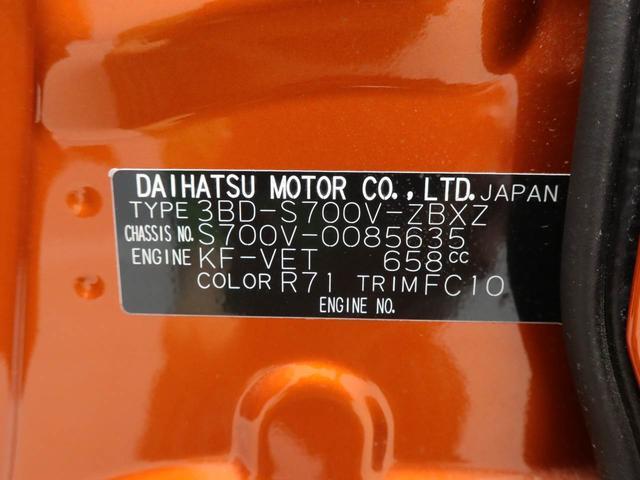 DAIHATSU MOTOR CO., LTD. JAPAN
TYPE 3BD-S700V-ZBXZ
CHASSIS NO. S700V-0085635
ENGINE KF-VET 658cc
COLOR R71 TRIM FC10
ENGINE NO.